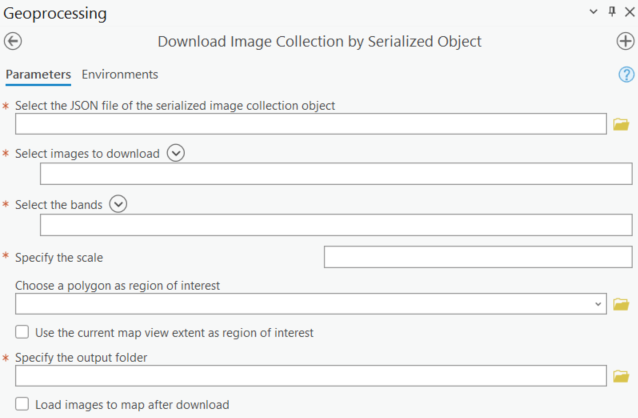 Geoprocessing
Download Image Collection by Serialized Object
Parameters Environments
?
* Select the JSON file of the serialized image collection object
* Select images to download
* Select the bands
* Specify the scale
Choose a polygon as region of interest
Use the current map view extent as region of interest
* Specify the output folder
Load images to map after download